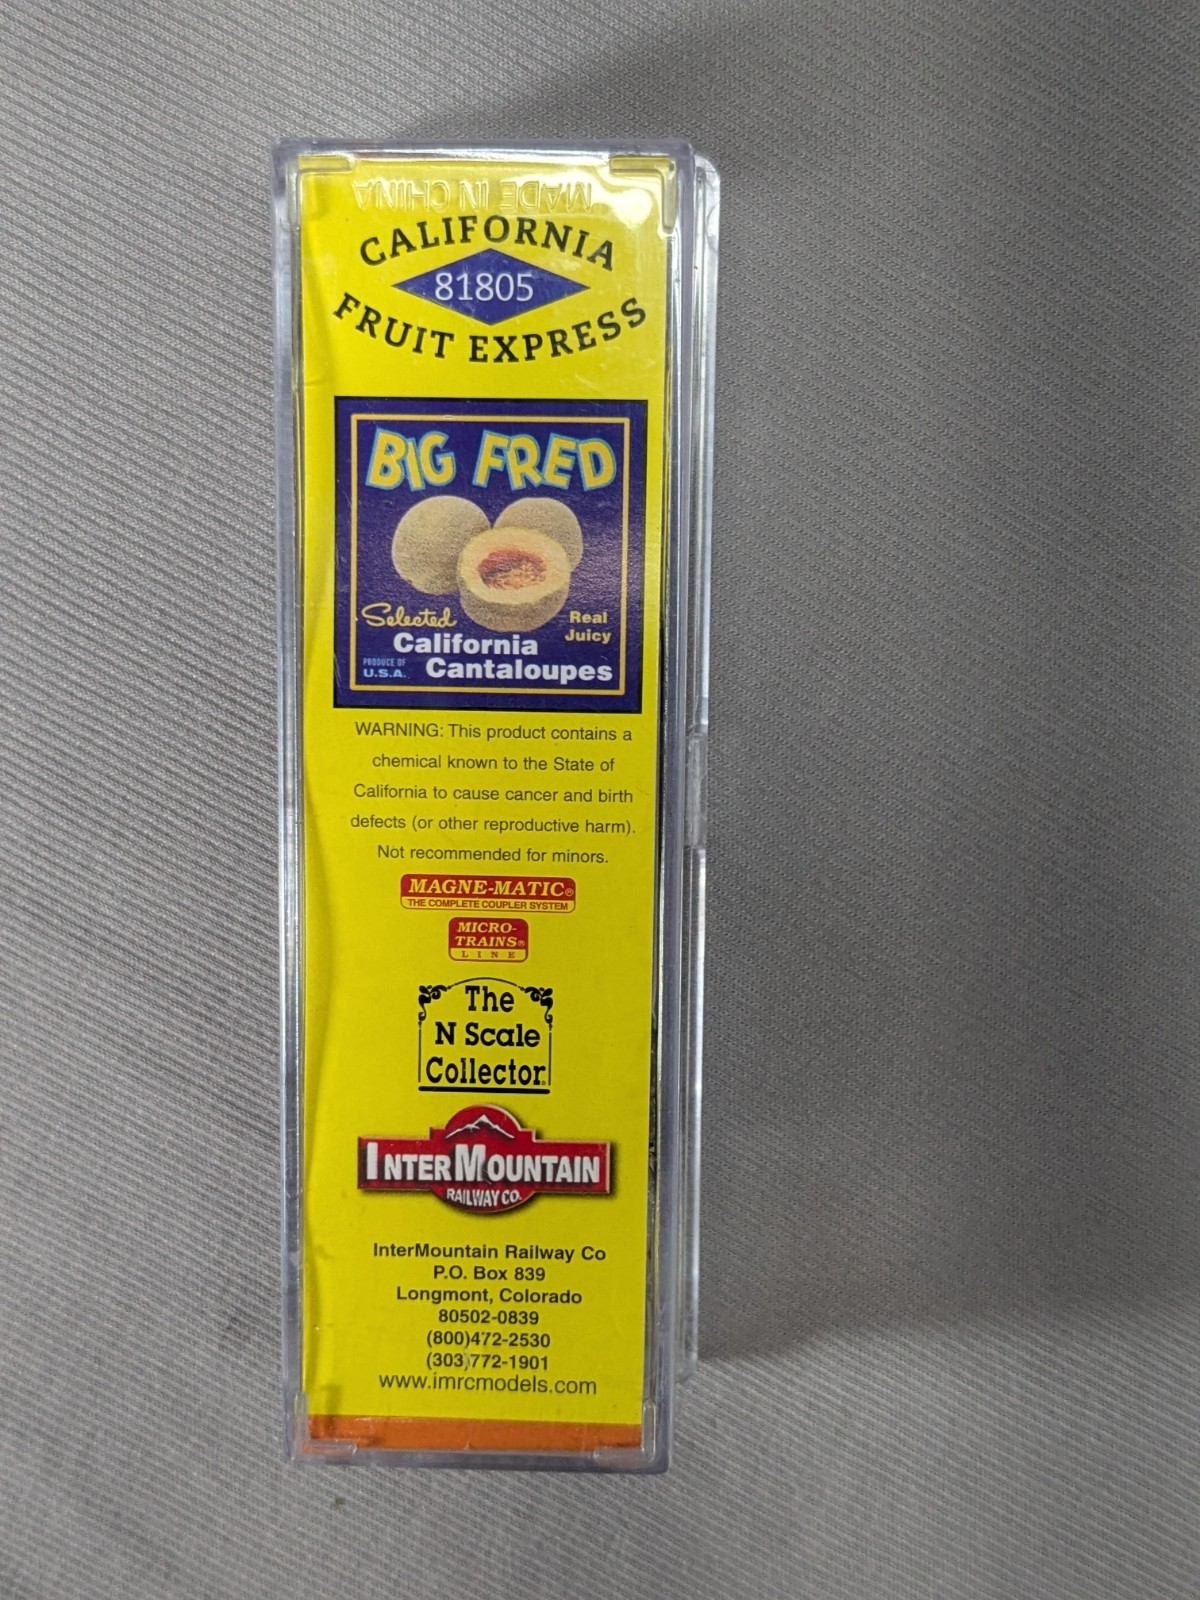 MADE IN CHINA
CALIFORNIA
81805
FRUIT EXPRESS
BIG FRED
Selected
Real
Juicy
California
PRODUCE OF
U.S.A.
Cantaloupes
WARNING: This product contains a
chemical known to the State of
California to cause cancer and birth
defects (or other reproductive harm).
Not recommended for minors.
MAGNE-MATIC®
THE COMPLETE COUPLER SYSTEM
MICRO-
TRAINS®
LINE
The
N Scale
Collector®
INTERMOUNTAIN
RAILWAY CO.
InterMountain Railway Co
P.O. Box 839
Longmont, Colorado
80502-0839
(800)472-2530
(303)772-1901
www.imrcmodels.com